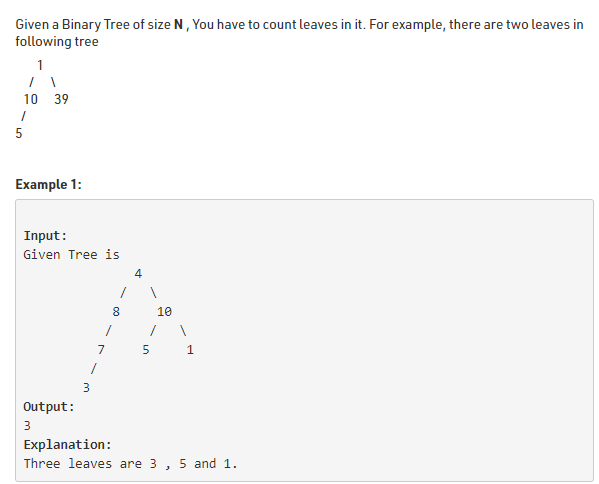 Given a Binary Tree of size N , You have to count leaves in it. For example, there are two leaves in
following tree
1
/ \
10 39
/
5
Example 1:
Input:
Given Tree is
4
/ \
8 10
/ / \
7 5 1
/
3
Output:
3
Explanation:
Three leaves are 3 , 5 and 1.